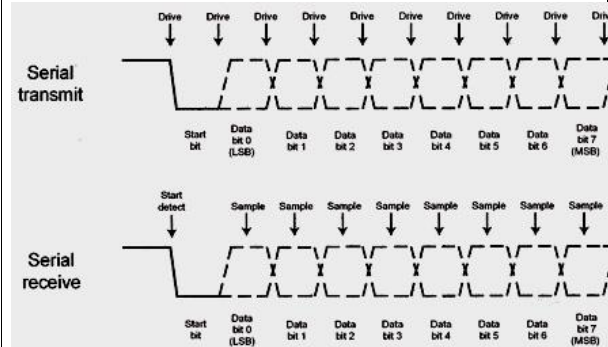 Drive Drive Drive Drive Drive Drive Drive Drive Drive Drive
Serial
transmit
Start
bit
Data
bit 0
(LSB)
Data
bit 1
Data
bit 2
Data
bit 3
Data
bit 4
Data
bit 5
Data
bit 6
Data
bit 7
(MSB)
Start
detect
Sample Sample Sample Sample Sample Sample Sample Sample
Serial
receive
Start
bit
Data
bit 0
(LSB)
Data
bit 1
Data
bit 2
Data
bit 3
Data
bit 4
Data
bit 5
Data
bit 6
Data
bit 7
(MSB)